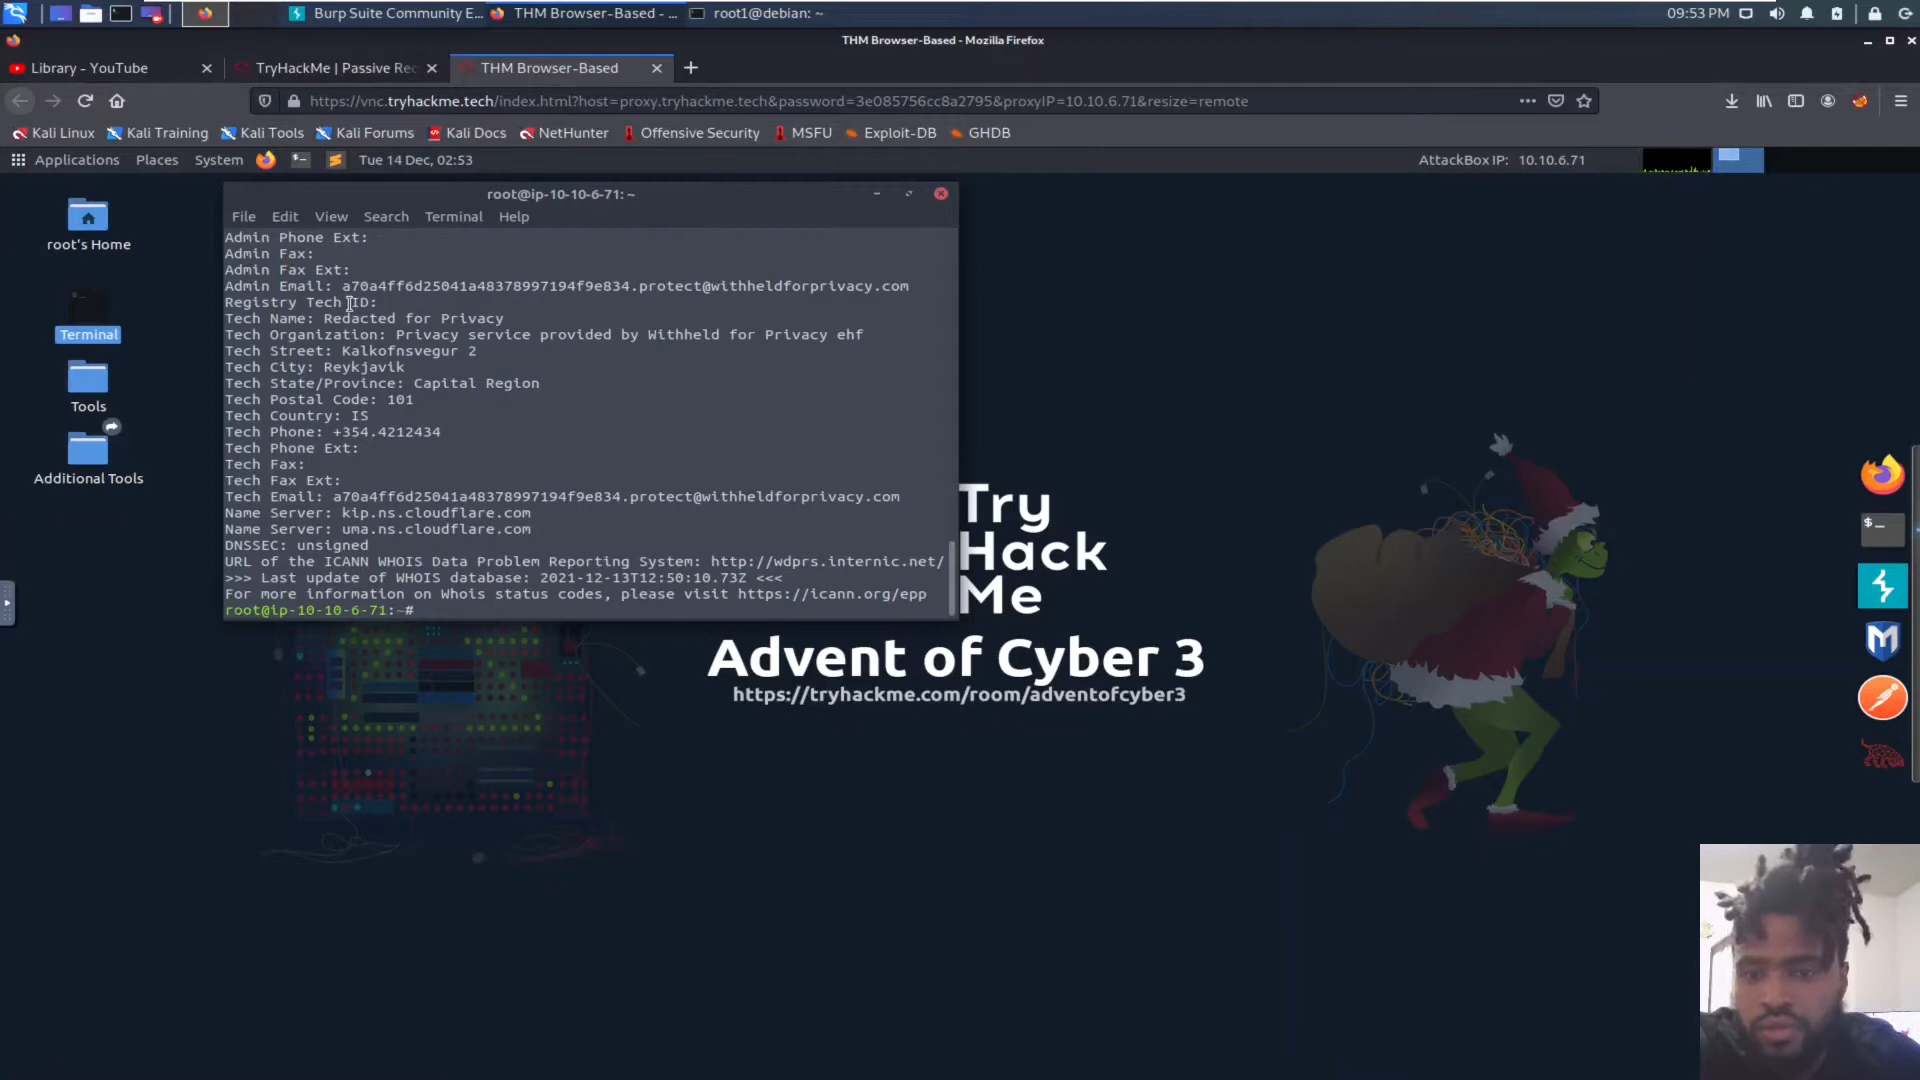 Burp Suite Community E...
THM Browser-Based - ...
root1@debian: ~
09:53 PM
THM Browser-Based - Mozilla Firefox
Library - YouTube
TryHackMe | Passive Rec
THM Browser-Based
https://vnc.tryhackme.tech/index.html?host=proxy.tryhackme.tech&password=3e085756cc8a2795&proxyIP=10.10.6.71&resize=remote
Kali Linux
Kali Training
Kali Tools
Kali Forums
Kali Docs
NetHunter
Offensive Security
MSFU
Exploit-DB
GHDB
Applications
Places
System
Tue 14 Dec, 02:53
AttackBox IP: 10.10.6.71
root's Home
Terminal
Tools
Additional Tools
root@ip-10-10-6-71: ~
File Edit View Search Terminal Help
Admin Phone Ext:
Admin Fax:
Admin Fax Ext:
Admin Email: a70a4ff6d25041a48378997194f9e834.protect@withheldforprivacy.com
Registry Tech ID:
Tech Name: Redacted for Privacy
Tech Organization: Privacy service provided by Withheld for Privacy ehf
Tech Street: Kalkofnsvegur 2
Tech City: Reykjavik
Tech State/Province: Capital Region
Tech Postal Code: 101
Tech Country: IS
Tech Phone: +354.4212434
Tech Phone Ext:
Tech Fax:
Tech Fax Ext:
Tech Email: a70a4ff6d25041a48378997194f9e834.protect@withheldforprivacy.com
Name Server: kip.ns.cloudflare.com
Name Server: uma.ns.cloudflare.com
DNSSEC: unsigned
URL of the ICANN WHOIS Data Problem Reporting System: http://wdprs.internic.net/
>>> Last update of WHOIS database: 2021-12-13T12:50:10.73Z <<<
For more information on Whois status codes, please visit https://icann.org/epp
root@ip-10-10-6-71:~#
Try
Hack
Me
Advent of Cyber 3
https://tryhackme.com/room/adventofcyber3